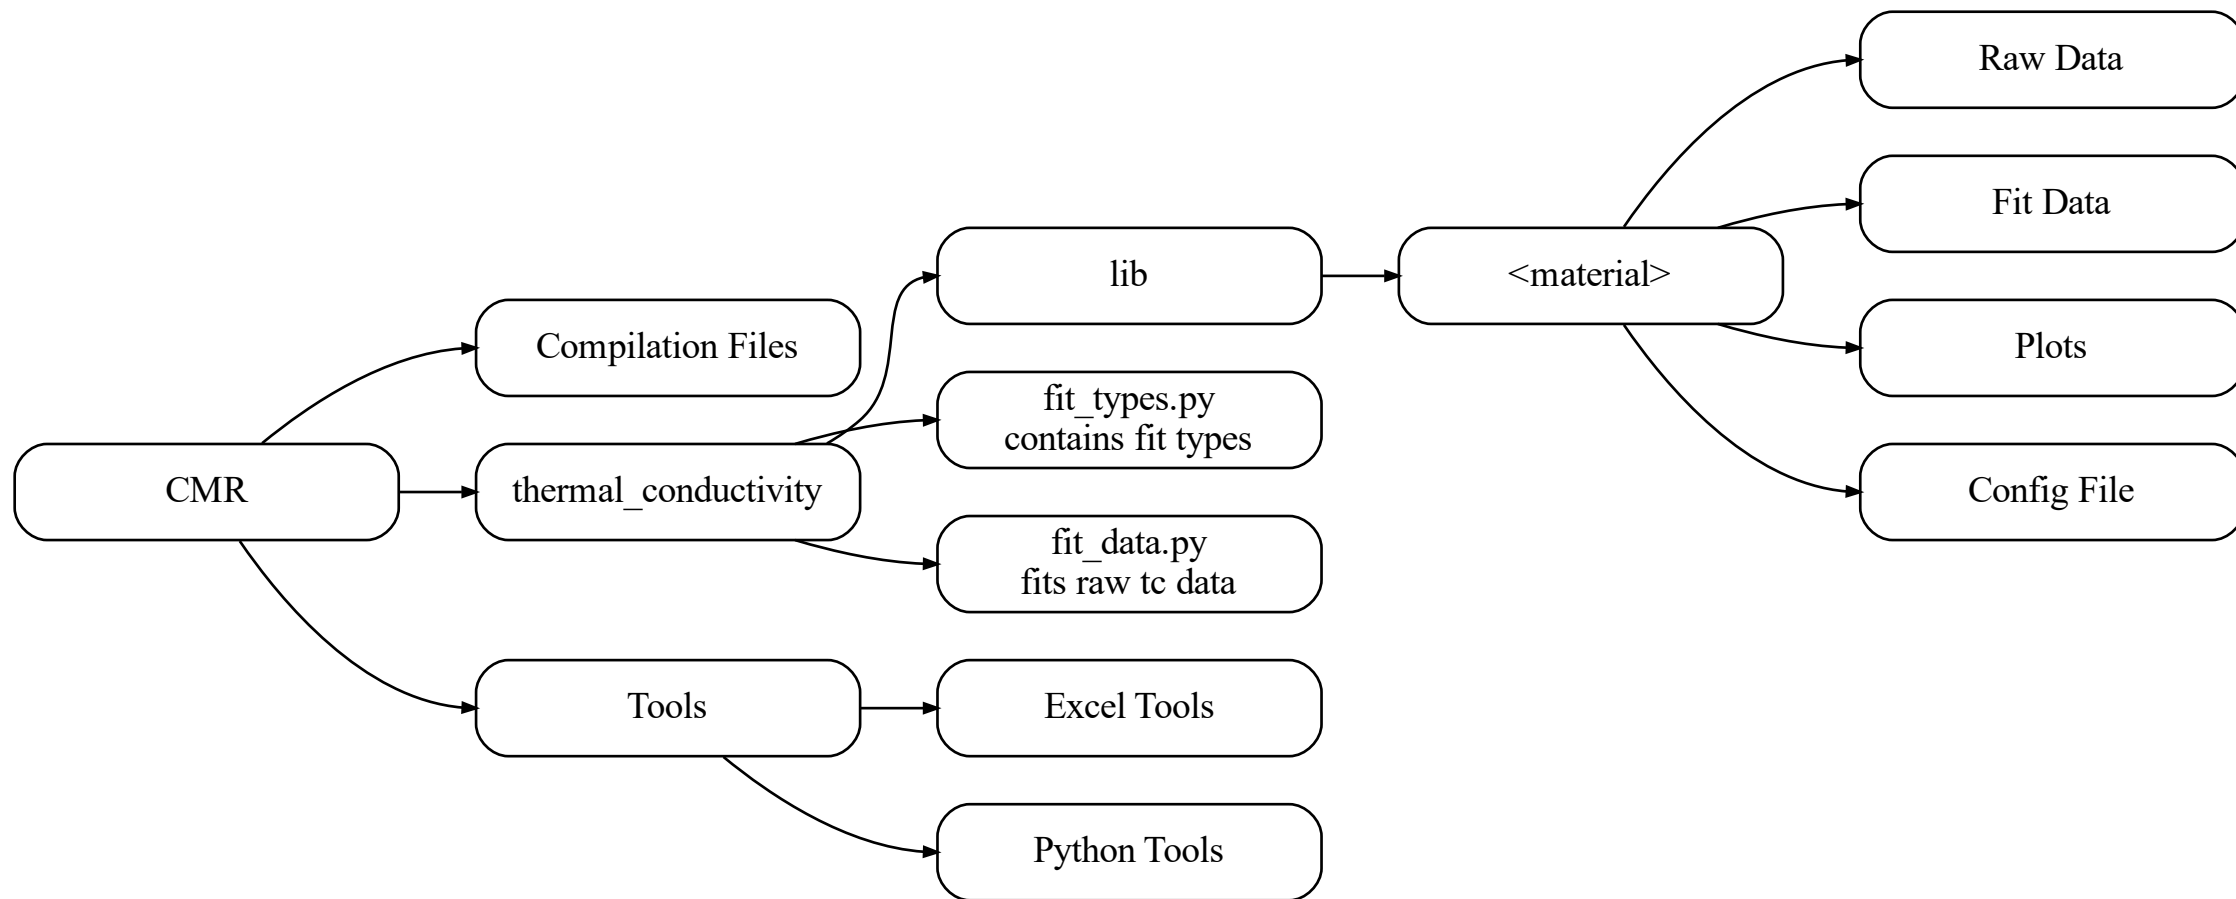 CMR
Compilation Files
thermal_conductivity
Tools
lib
fit_types.py
contains fit types
fit_data.py
fits raw tc data
Excel Tools
Python Tools
<material>
Raw Data
Fit Data
Plots
Config File